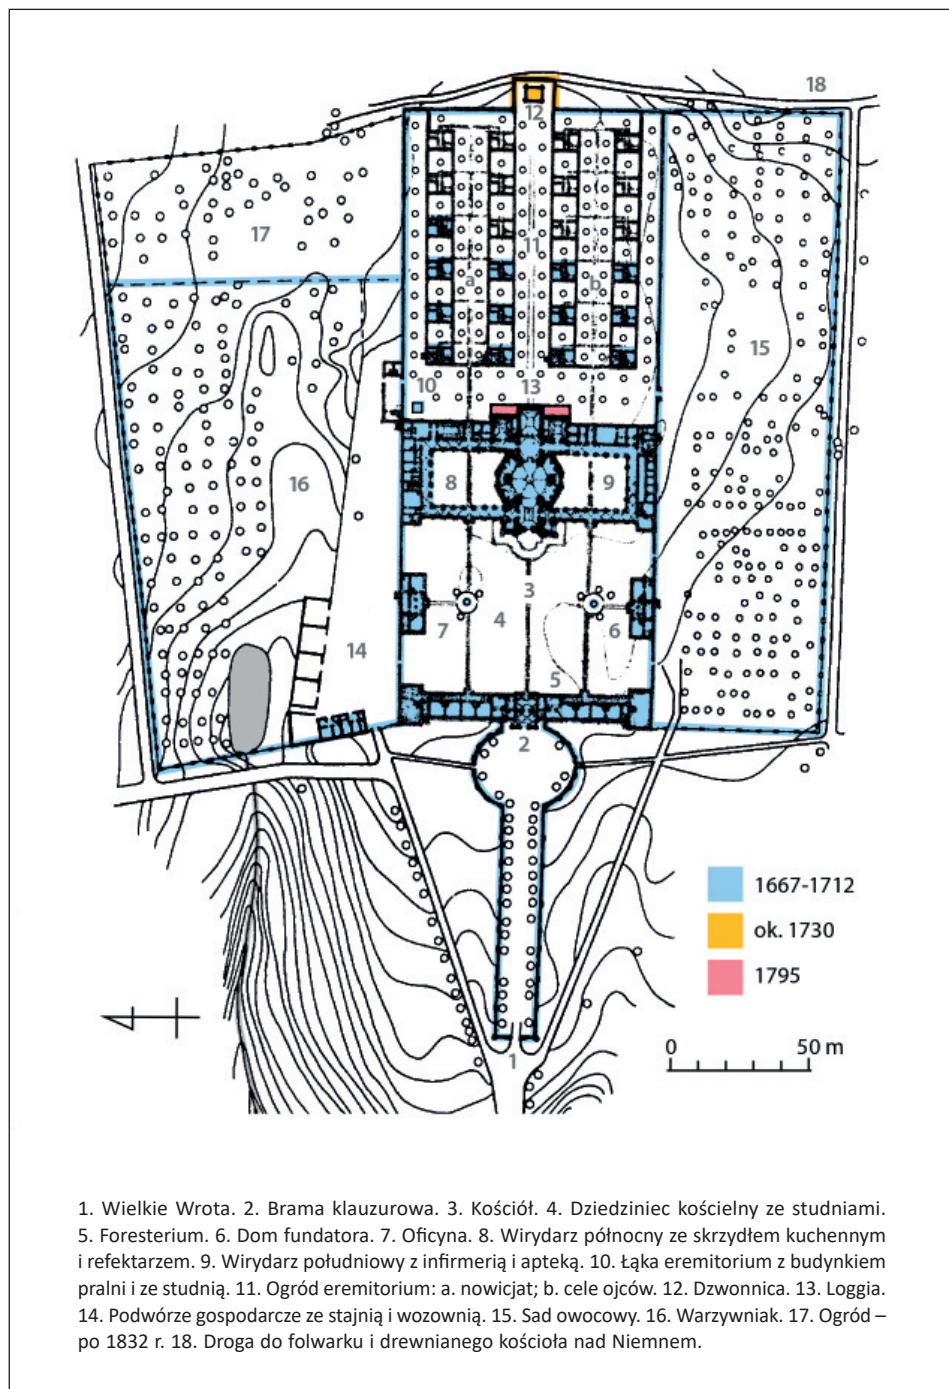 18
12
17
11
a
b
15
10
13
16
8
9
3
7
4
6
14
5
2
1667-1712
ok. 1730
1795
0 50 m
1
1. Wielkie Wrota. 2. Brama klauzurowa. 3. Kościół. 4. Dziedziniec kościelny ze studniami.
5. Foresterium. 6. Dom fundatora. 7. Oficyna. 8. Wirydarz północny ze skrzydłem kuchennym
i refektarzem. 9. Wirydarz południowy z infirmerią i apteką. 10. Łąka eremitorium z budynkiem
pralni i ze studnią. 11. Ogród eremitorium: a. nowicjat; b. cele ojców. 12. Dzwonnica. 13. Loggia.
14. Podwórze gospodarcze ze stajnią i wozownią. 15. Sad owocowy. 16. Warzywniak. 17. Ogród –
po 1832 r. 18. Droga do folwarku i drewnianego kościoła nad Niemnem.